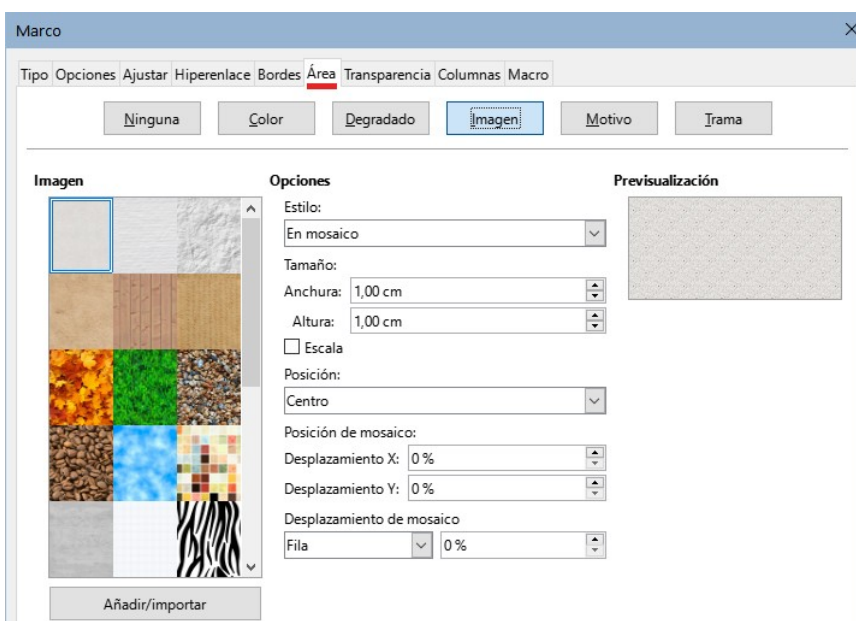 Marco
Tipo Opciones Ajustar Hiperenlace Bordes Área Transparencia Columnas Macro
Ninguna Color Degradado Imagen Motivo Trama
Imagen Opciones Previsualización
Estilo:
En mosaico
Tamaño:
Anchura: 1,00 cm
Altura: 1,00 cm
Escala
Posición:
Centro
Posición de mosaico:
Desplazamiento X: 0 %
Desplazamiento Y: 0 %
Desplazamiento de mosaico
Fila 0 %
Añadir/importar